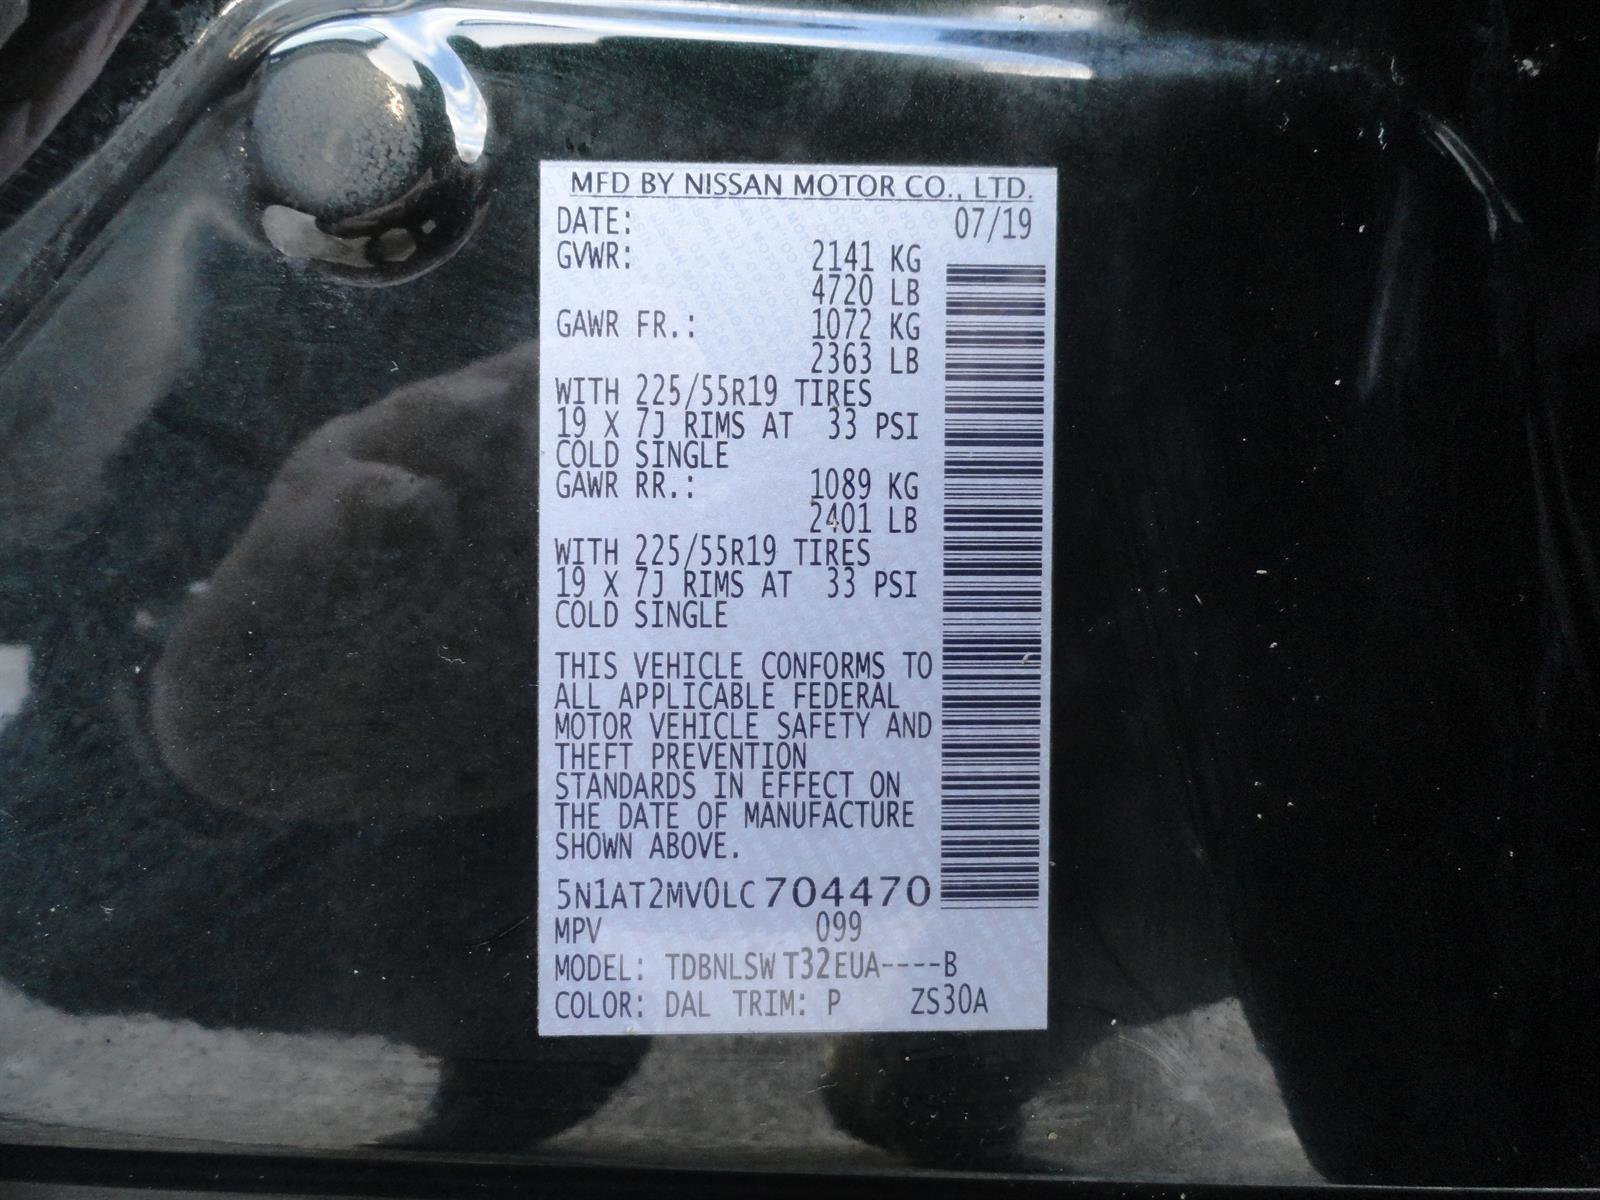 MFD BY NISSAN MOTOR CO., LTD.
DATE: 07/19
GVWR: 2141 KG
4720 LB
GAWR FR.: 1072 KG
2363 LB
WITH 225/55R19 TIRES
19 X 7J RIMS AT 33 PSI
COLD SINGLE
GAWR RR.: 1089 KG
2401 LB
WITH 225/55R19 TIRES
19 X 7J RIMS AT 33 PSI
COLD SINGLE
THIS VEHICLE CONFORMS TO
ALL APPLICABLE FEDERAL
MOTOR VEHICLE SAFETY AND
THEFT PREVENTION
STANDARDS IN EFFECT ON
THE DATE OF MANUFACTURE
SHOWN ABOVE.
5N1AT2MV0LC704470
MPV 099
MODEL: TDBNLSW T32EUA----B
COLOR: DAL TRIM: P ZS30A